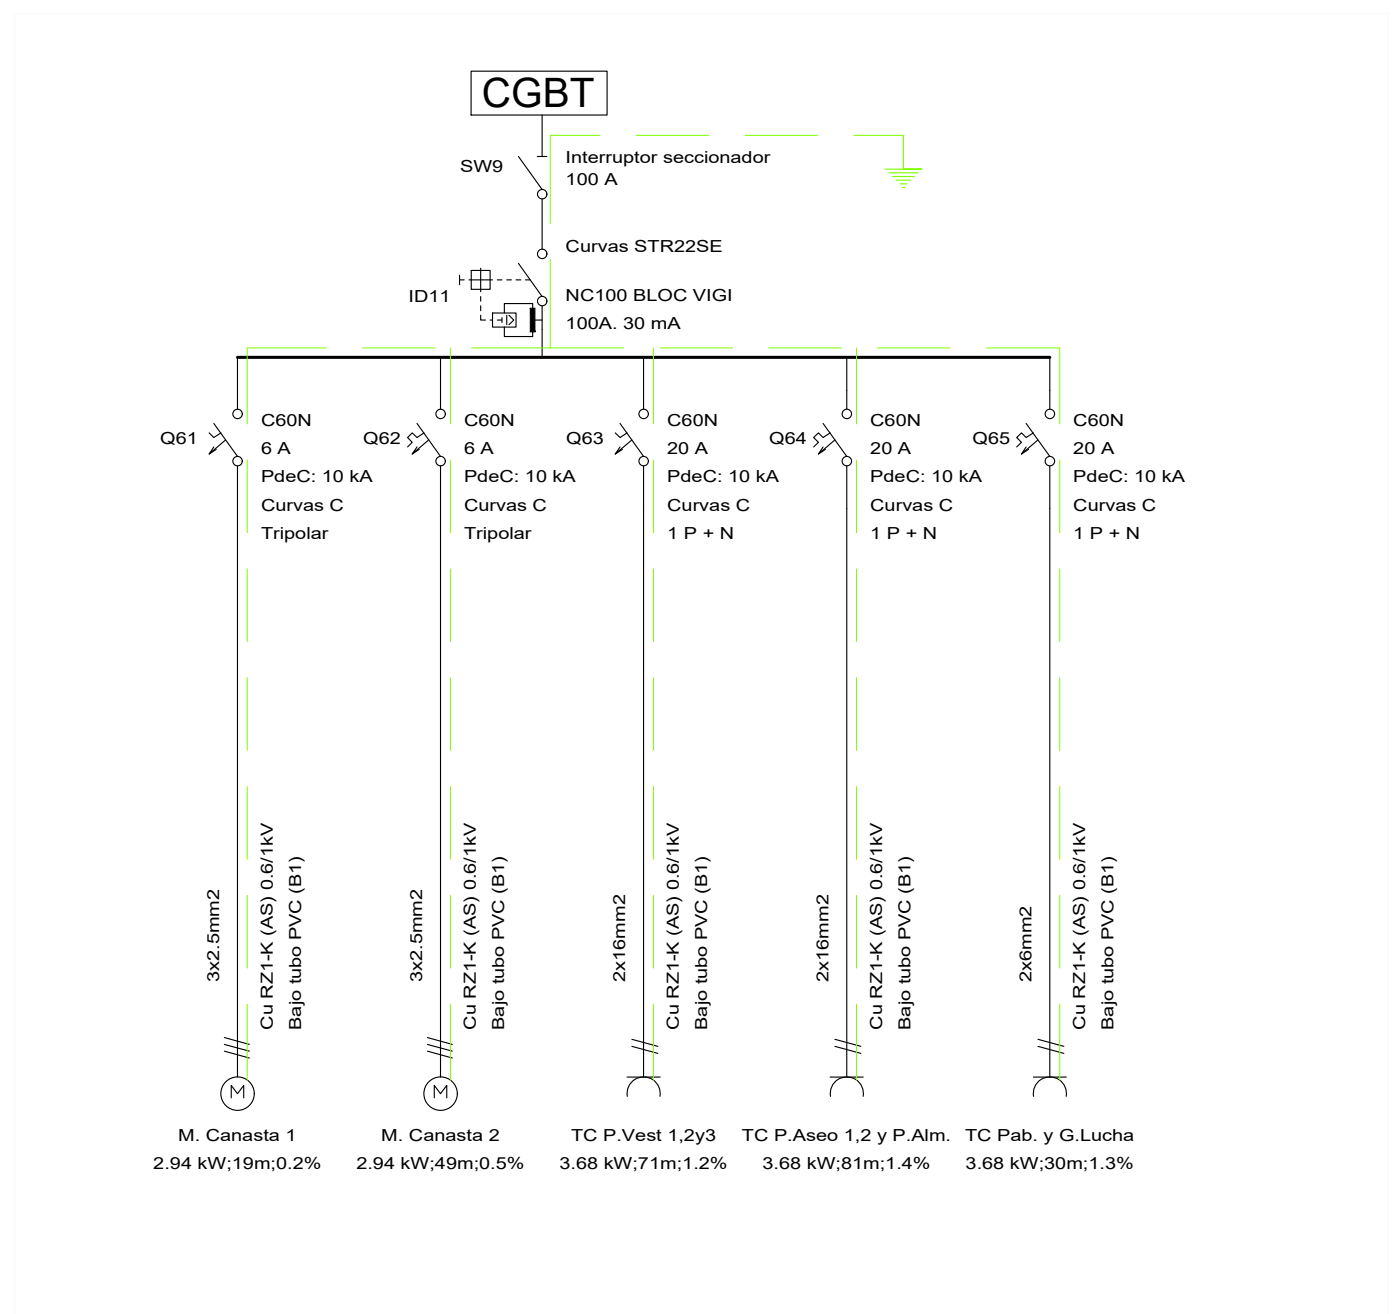 CGBT
SW9
Interruptor seccionador
100 A
Curvas STR22SE
ID11
NC100 BLOC VIGI
100A. 30 mA
Q61
C60N
6 A
PdeC: 10 kA
Curvas C
Tripolar
Q62
C60N
6 A
PdeC: 10 kA
Curvas C
Tripolar
Q63
C60N
20 A
PdeC: 10 kA
Curvas C
1 P + N
Q64
C60N
20 A
PdeC: 10 kA
Curvas C
1 P + N
Q65
C60N
20 A
PdeC: 10 kA
Curvas C
1 P + N
3x2.5mm2
Cu RZ1-K (AS) 0.6/1kV
Bajo tubo PVC (B1)
3x2.5mm2
Cu RZ1-K (AS) 0.6/1kV
Bajo tubo PVC (B1)
2x16mm2
Cu RZ1-K (AS) 0.6/1kV
Bajo tubo PVC (B1)
2x16mm2
Cu RZ1-K (AS) 0.6/1kV
Bajo tubo PVC (B1)
2x6mm2
Cu RZ1-K (AS) 0.6/1kV
Bajo tubo PVC (B1)
M
M. Canasta 1
2.94 kW;19m;0.2%
M
M. Canasta 2
2.94 kW;49m;0.5%
TC P.Vest 1,2y3
3.68 kW;71m;1.2%
TC P.Aseo 1,2 y P.Alm.
3.68 kW;81m;1.4%
TC Pab. y G.Lucha
3.68 kW;30m;1.3%